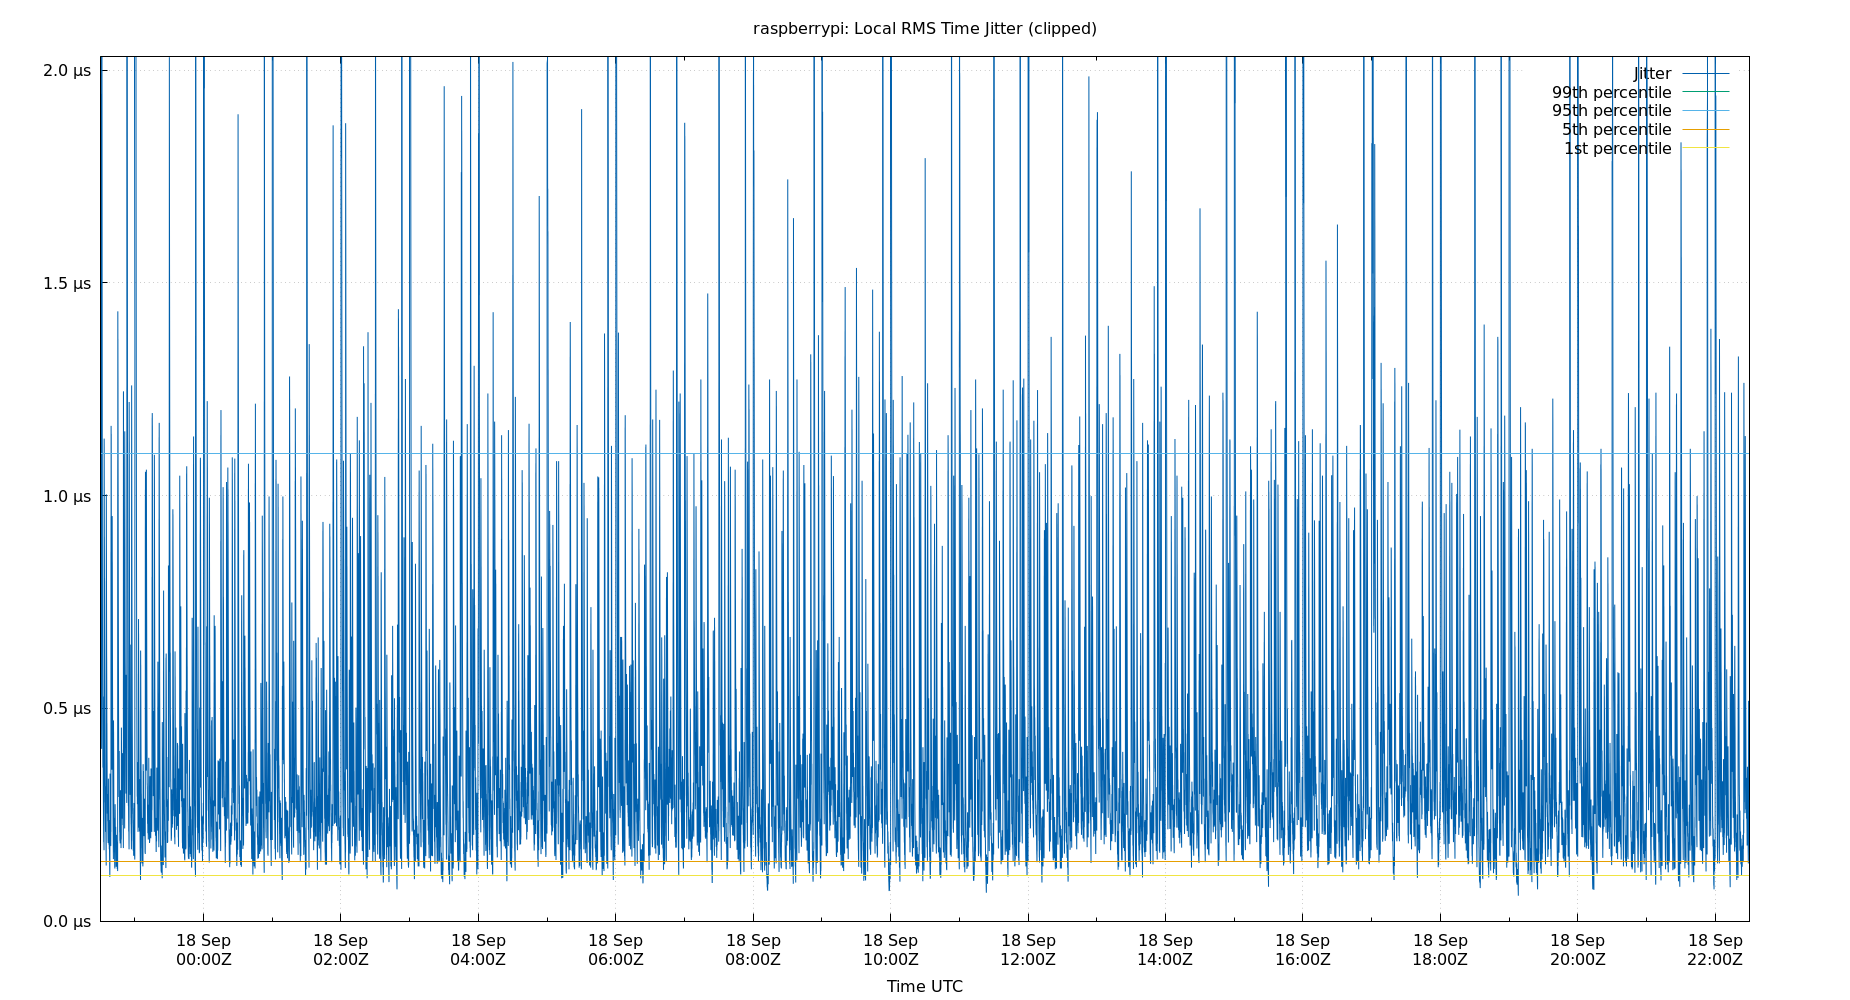 raspberrypi: Local RMS Time Jitter (clipped)
2.0 µs
1.5 µs
1.0 µs
0.5 µs
0.0 µs
Jitter
99th percentile
95th percentile
5th percentile
1st percentile
18 Sep
00:00Z
18 Sep
02:00Z
18 Sep
04:00Z
18 Sep
06:00Z
18 Sep
08:00Z
18 Sep
10:00Z
18 Sep
12:00Z
18 Sep
14:00Z
18 Sep
16:00Z
18 Sep
18:00Z
18 Sep
20:00Z
18 Sep
22:00Z
Time UTC